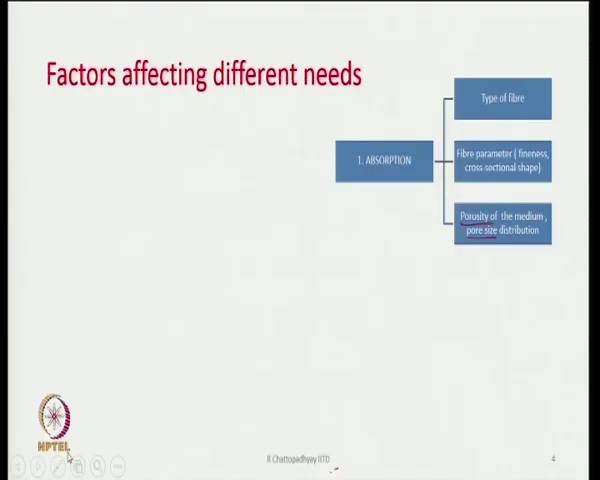 Factors affecting different needs
Type of fibre
1. ABSORPTION
Fibre parameter ( fineness,
cross-sectional shape)
Porosity of the medium ,
pore size distribution
NPTEL
R Chattopadhyay IITD
4